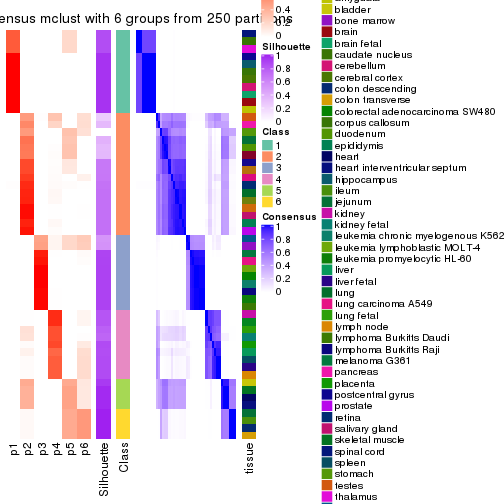 ensus mclust with 6 groups from 250 partitions
p1
p2
p3
p4
p5
p6
Silhouette
Class
tissue
0.4
0.2
0
Silhouette
1
0.8
0.6
0.4
0.2
0
Class
1
2
3
4
5
6
Consensus
1
0.8
0.6
0.4
0.2
0
bladder
bone marrow
brain
brain fetal
caudate nucleus
cerebellum
cerebral cortex
colon descending
colon transverse
colorectal adenocarcinoma SW480
corpus callosum
duodenum
epididymis
heart
heart interventricular septum
hippocampus
ileum
jejunum
kidney
kidney fetal
leukemia chronic myelogenous K562
leukemia lymphoblastic MOLT-4
leukemia promyelocytic HL-60
liver
liver fetal
lung
lung carcinoma A549
lung fetal
lymph node
lymphoma Burkitts Daudi
lymphoma Burkitts Raji
melanoma G361
pancreas
placenta
postcentral gyrus
prostate
retina
salivary gland
skeletal muscle
spinal cord
spleen
stomach
testes
thalamus